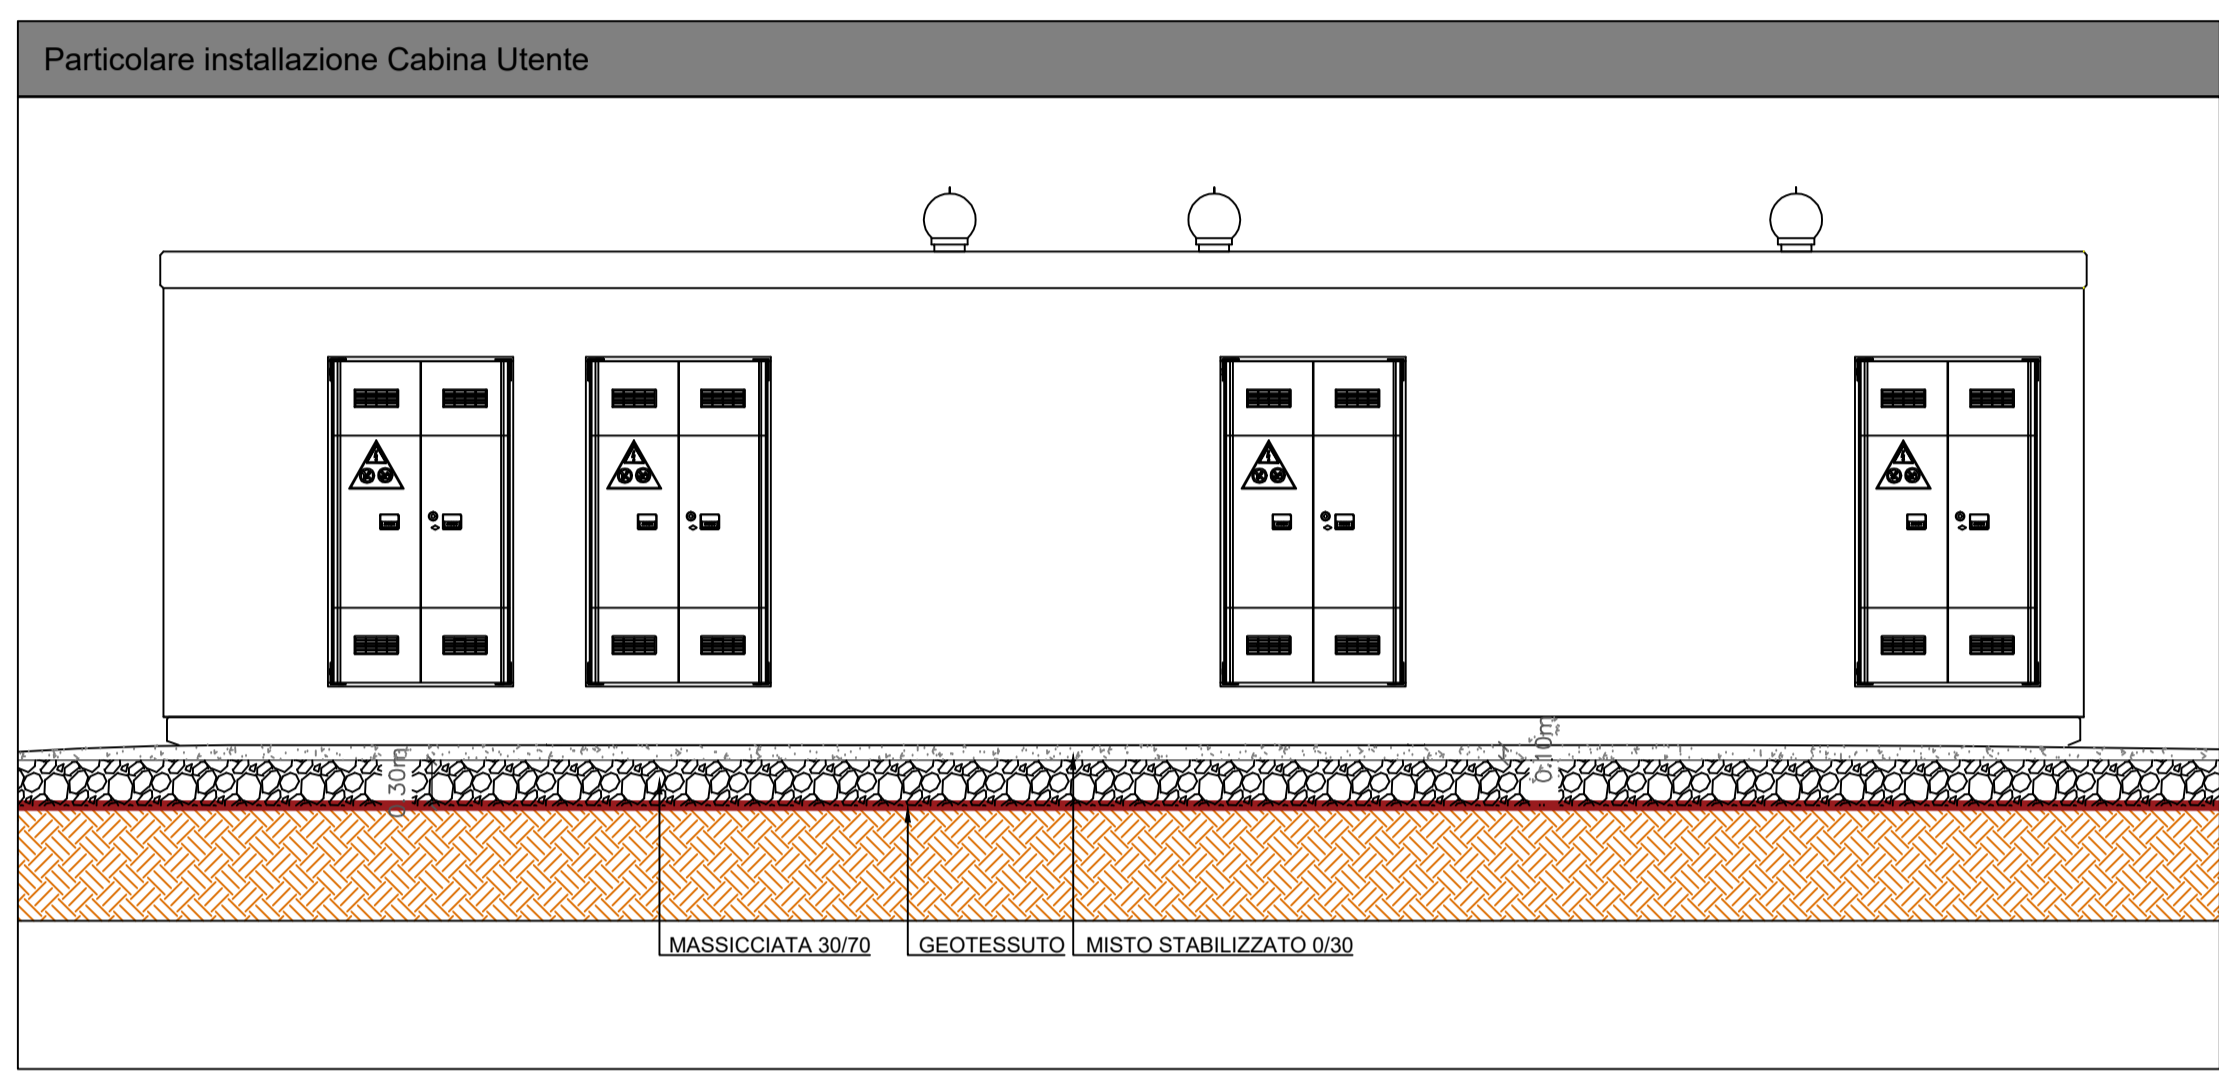 Particolare installazione Cabina Utente
0.10m
0.30m
MASSICCIATA 30/70
GEOTESSUTO
MISTO STABILIZZATO 0/30